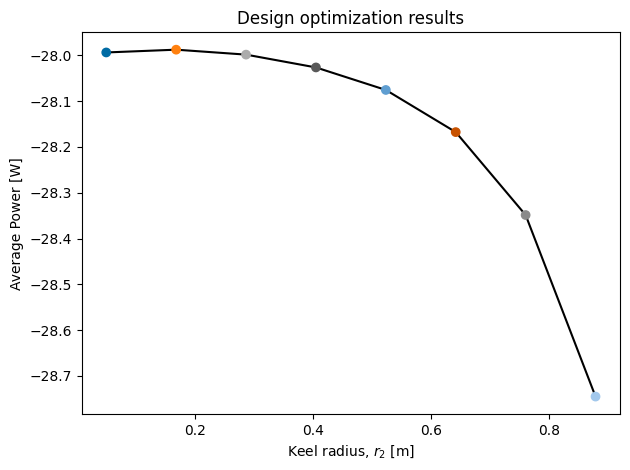 Design optimization results
Average Power [W]
−28.0
−28.1
−28.2
−28.3
−28.4
−28.5
−28.6
−28.7
0.2 0.4 0.6 0.8
Keel radius, r₂ [m]